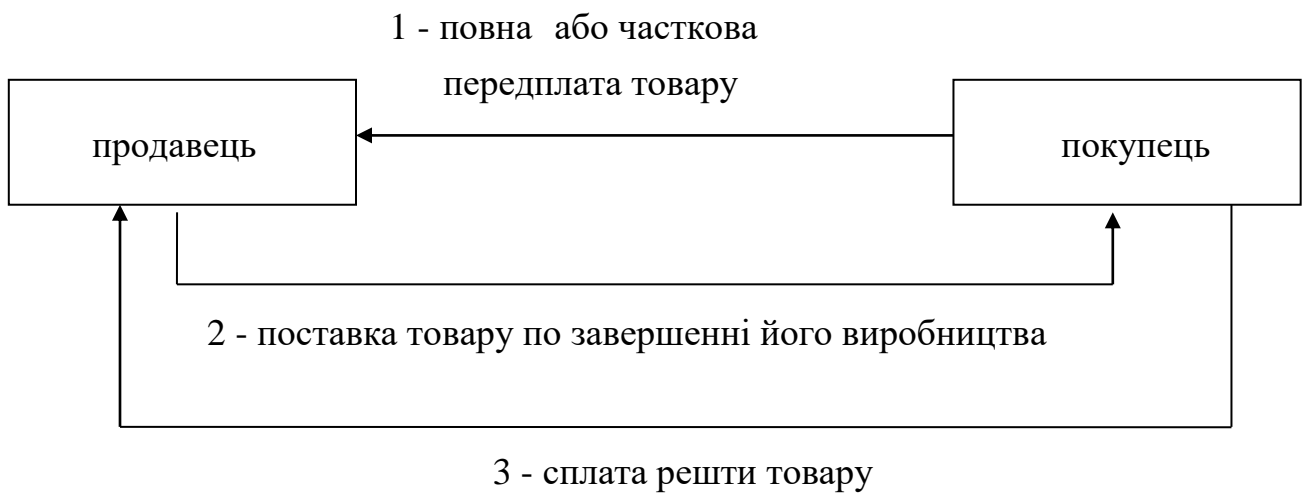 1 - повна або часткова
передплата товару
продавець
покупець
2 - поставка товару по завершенні його виробництва
3 - сплата решти товару